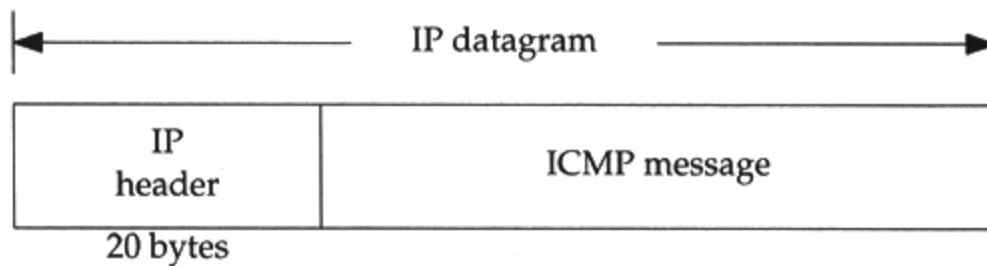 IP datagram
IP
header
ICMP message
20 bytes